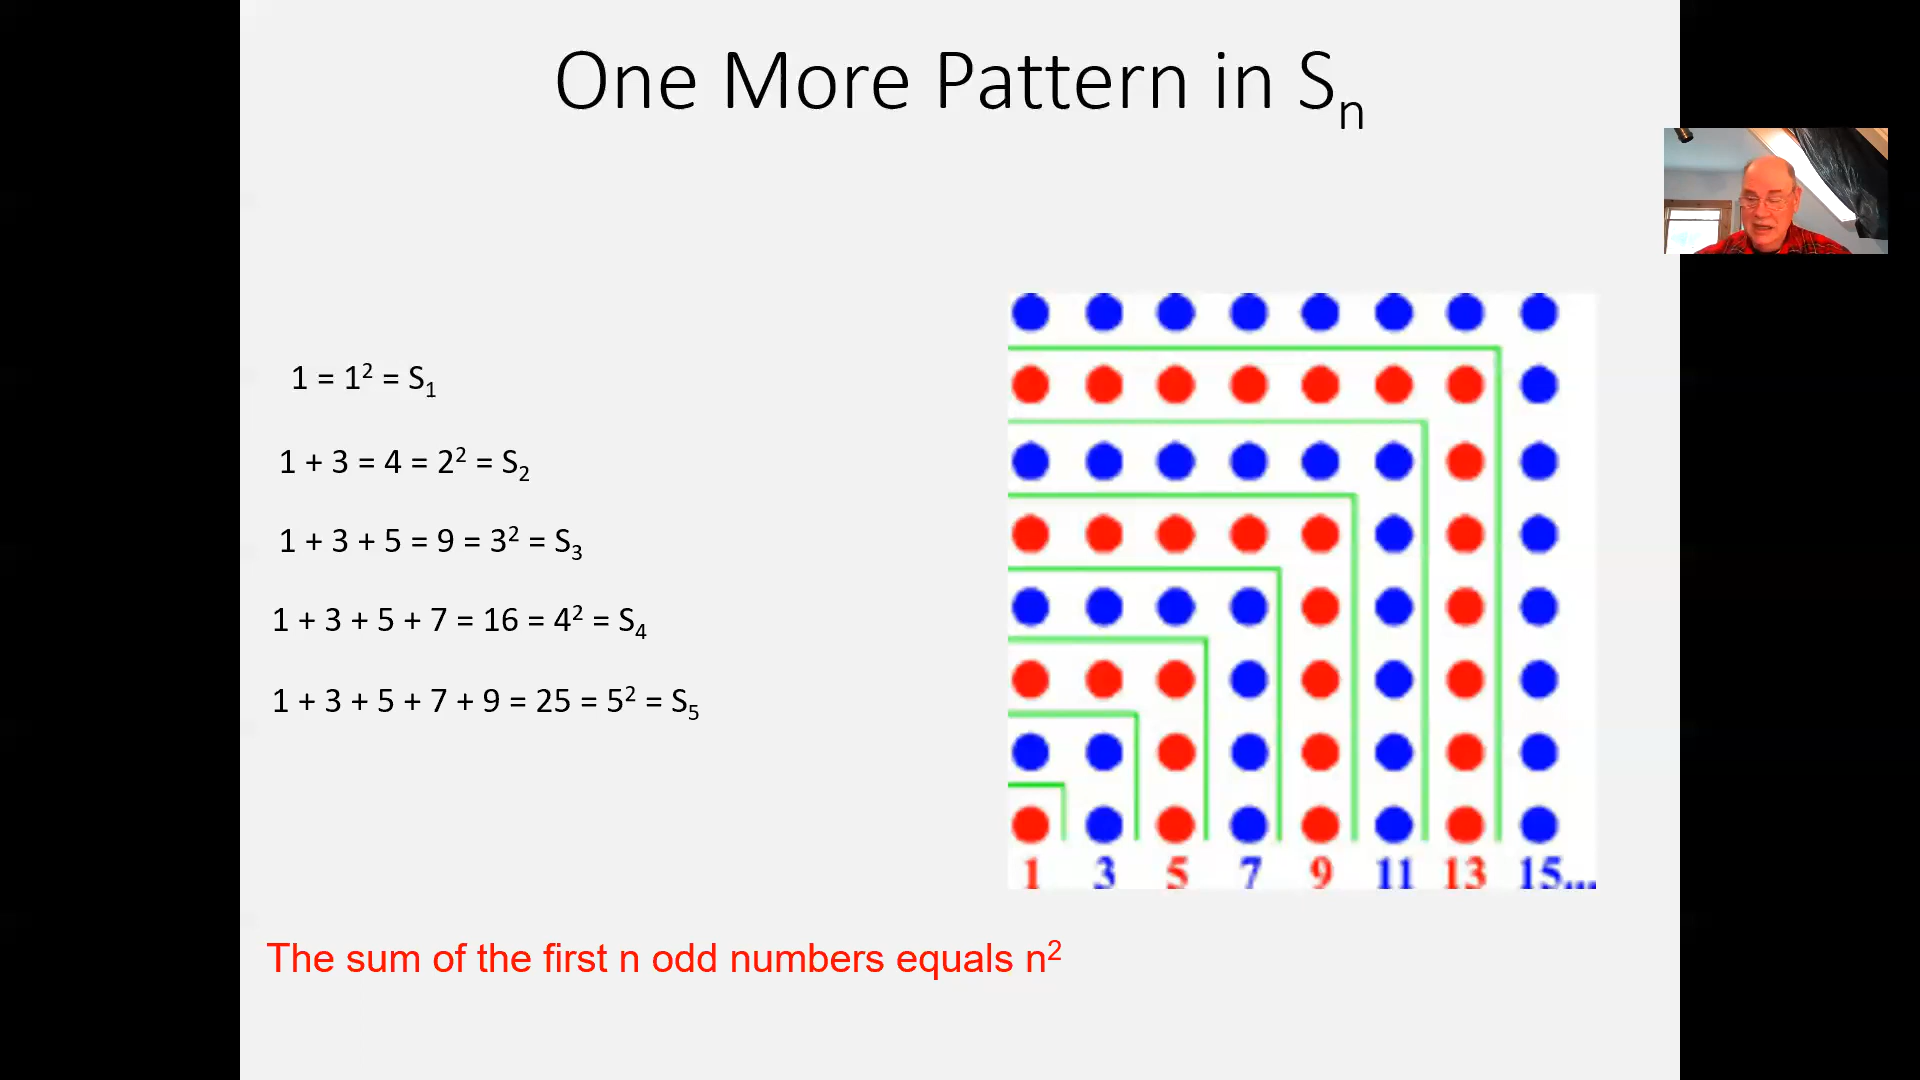 One More Pattern in Sₙ
1 = 1² = S₁
1 + 3 = 4 = 2² = S₂
1 + 3 + 5 = 9 = 3² = S₃
1 + 3 + 5 + 7 = 16 = 4² = S₄
1 + 3 + 5 + 7 + 9 = 25 = 5² = S₅
1 3 5 7 9 11 13 15...
The sum of the first n odd numbers equals n²